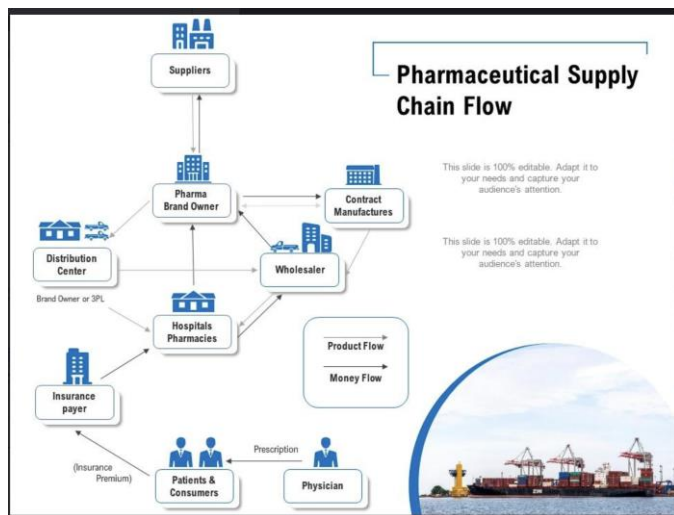 Pharmaceutical Supply
Chain Flow
This slide is 100% editable. Adapt it to
your needs and capture your
audience's attention.
This slide is 100% editable. Adapt it to
your needs and capture your
audience's attention.
Suppliers
Pharma
Brand Owner
Contract
Manufactures
Distribution
Center
Wholesaler
Brand Owner or 3PL
Hospitals
Pharmacies
Product Flow
Money Flow
Insurance
payer
(Insurance
Premium)
Prescription
Patients &
Consumers
Physician